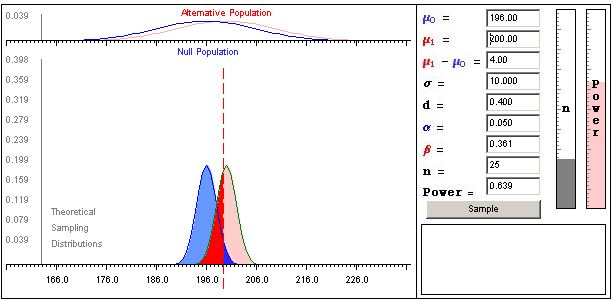 0.039
Alternative Population
Null Population
0.398
0.359
0.319
0.279
0.239
0.199
0.159
0.119
0.079
0.039
Theoretical
Sampling
Distributions
166.0 176.0 186.0 196.0 206.0 216.0 226.0
μ0 = 196.00
μ1 = 200.00
μ1 - μ0 = 4.00
σ = 10.000
d = 0.400
α = 0.050
β = 0.361
n = 25
Power = 0.639
Sample
n
power